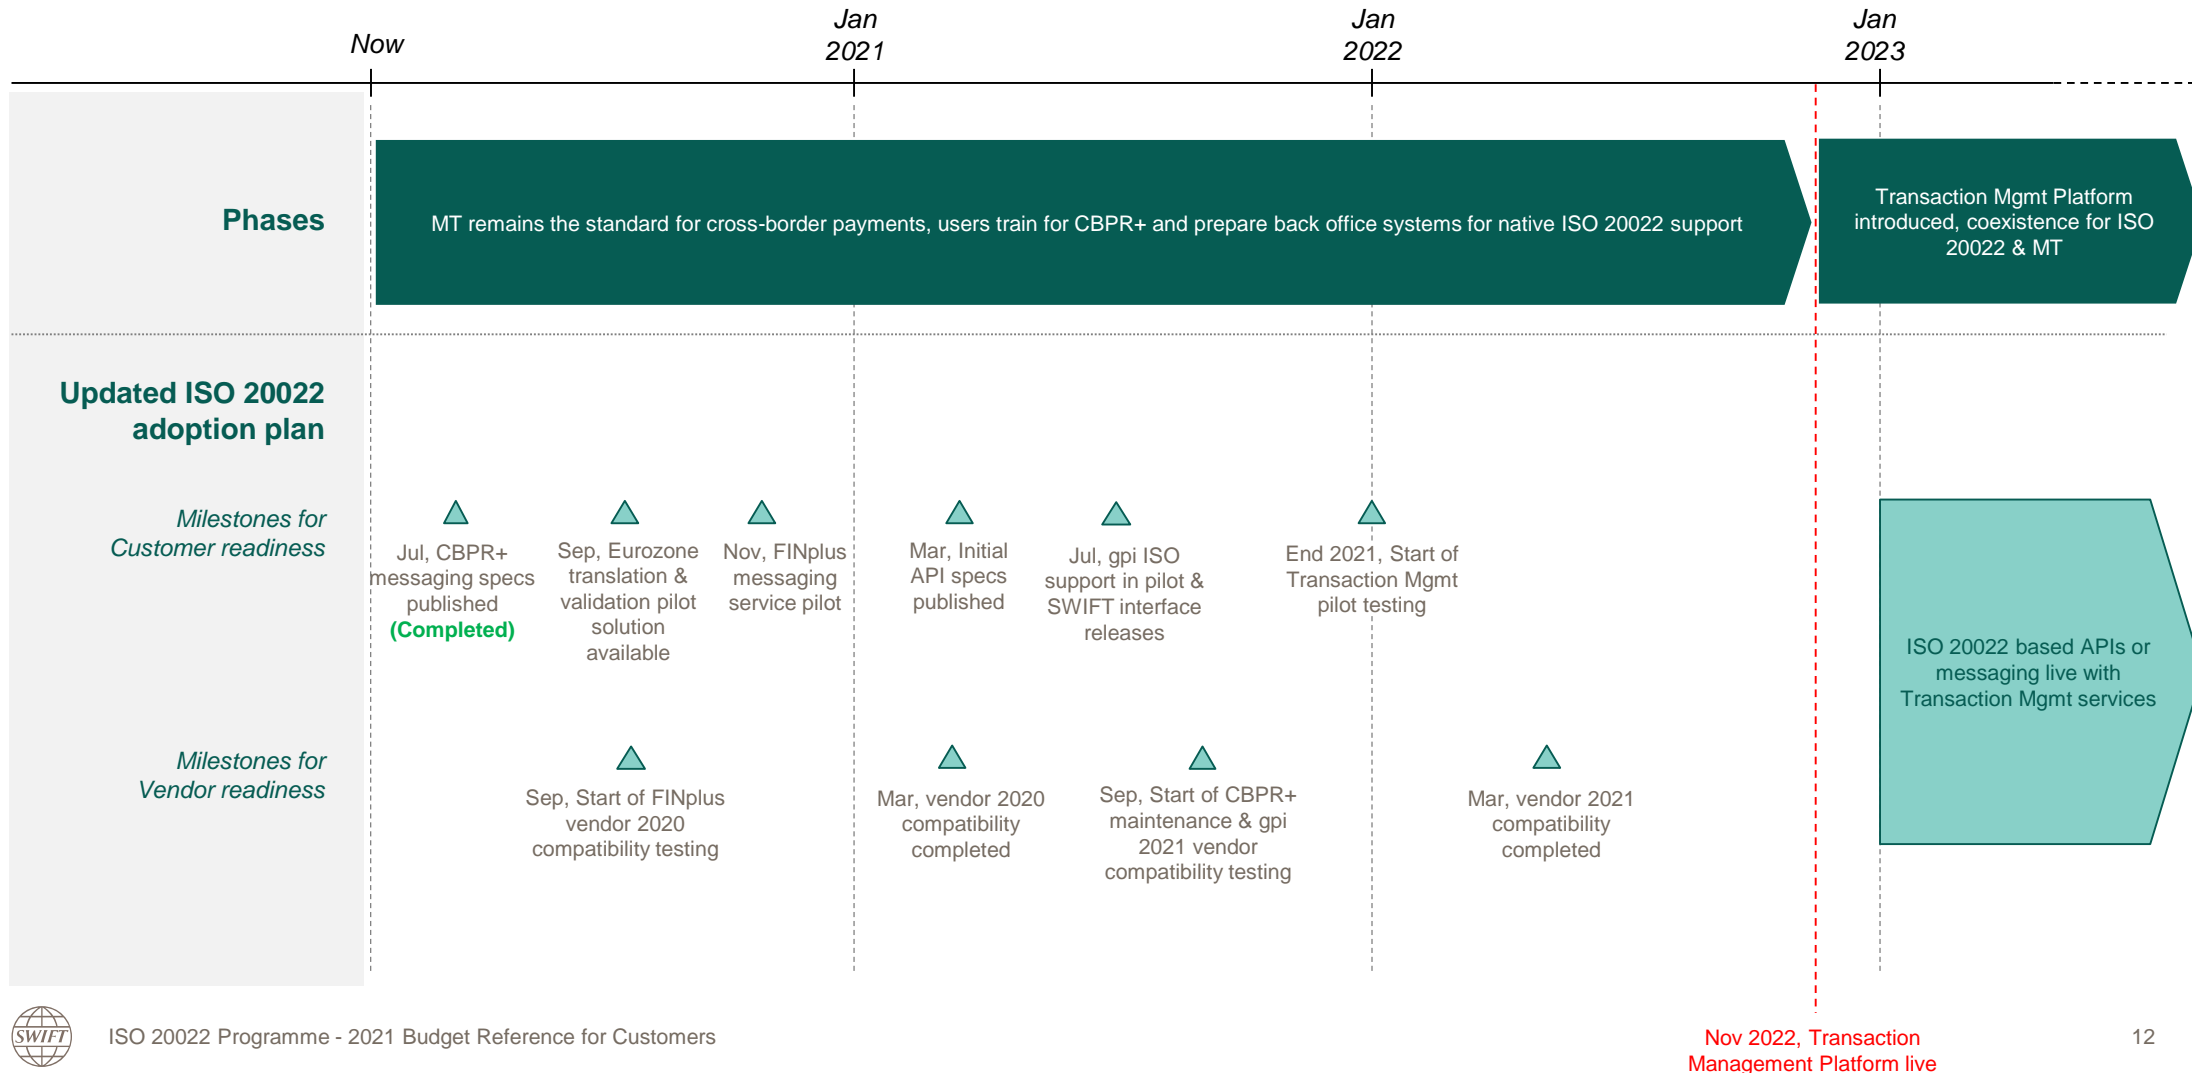 Now
Jan
2021
Jan
2022
Jan
2023
Phases
MT remains the standard for cross-border payments, users train for CBPR+ and prepare back office systems for native ISO 20022 support
Transaction Mgmt Platform
introduced, coexistence for ISO
20022 & MT
Updated ISO 20022
adoption plan
Milestones for
Customer readiness
Jul, CBPR+
messaging specs
published
(Completed)
Sep, Eurozone
translation &
validation pilot
solution
available
Nov, FINplus
messaging
service pilot
Mar, Initial
API specs
published
Jul, gpi ISO
support in pilot &
SWIFT interface
releases
End 2021, Start of
Transaction Mgmt
pilot testing
ISO 20022 based APIs or
messaging live with
Transaction Mgmt services
Milestones for
Vendor readiness
Sep, Start of FINplus
vendor 2020
compatibility testing
Mar, vendor 2020
compatibility
completed
Sep, Start of CBPR+
maintenance & gpi
2021 vendor
compatibility testing
Mar, vendor 2021
compatibility
completed
SWIFT
ISO 20022 Programme - 2021 Budget Reference for Customers
Nov 2022, Transaction
Management Platform live
12